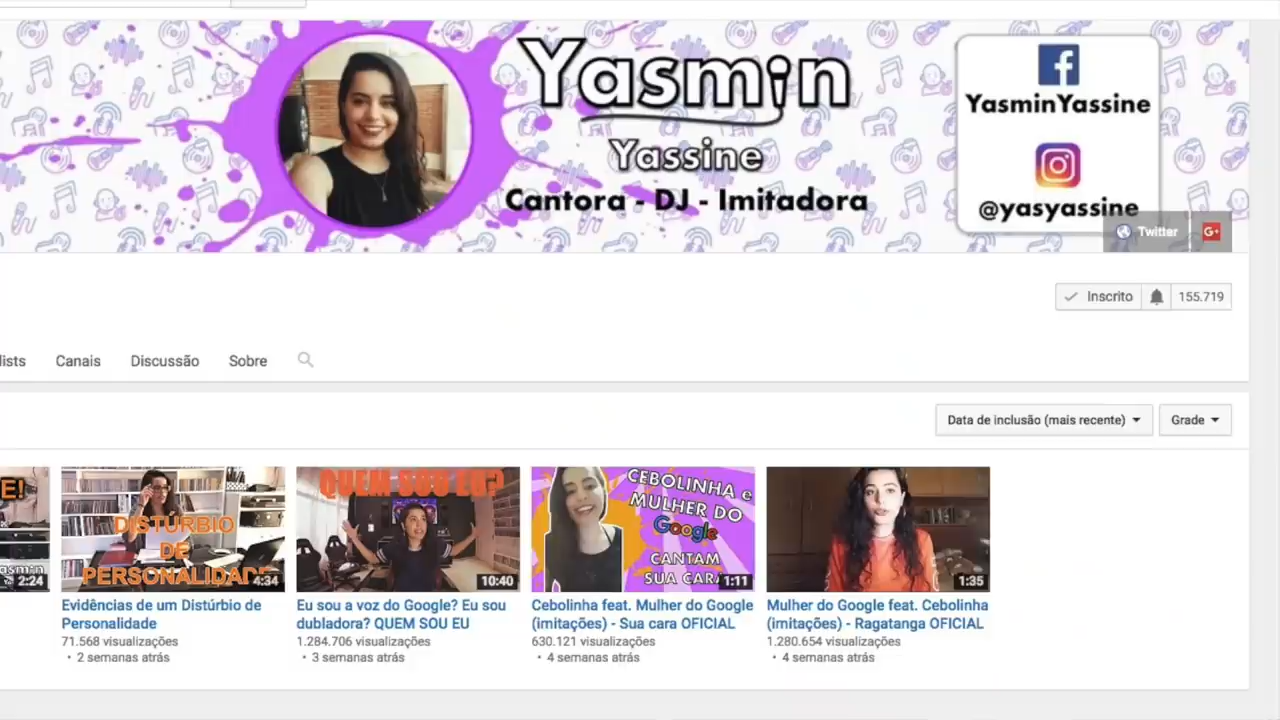 Yasmin
Yassine
Cantora - DJ - Imitadora
YasminYassine
@yasyassine
Twitter
G+
Inscrito
155.719
lists
Canais
Discussão
Sobre
Data de inclusão (mais recente)
Grade
E!
2:24
DISTÚRBIO
DE
PERSONALIDADE
4:34
Evidências de um Distúrbio de
Personalidade
71.568 visualizações
• 2 semanas atrás
QUEM SOU EU?
10:40
Eu sou a voz do Google? Eu sou
dubladora? QUEM SOU EU
1.284.706 visualizações
• 3 semanas atrás
CEBOLINHA e
MULHER DO
Google
CANTAM
SUA CARA
1:11
Cebolinha feat. Mulher do Google
(imitações) - Sua cara OFICIAL
630.121 visualizações
• 4 semanas atrás
1:35
Mulher do Google feat. Cebolinha
(imitações) - Ragatanga OFICIAL
1.280.654 visualizações
• 4 semanas atrás